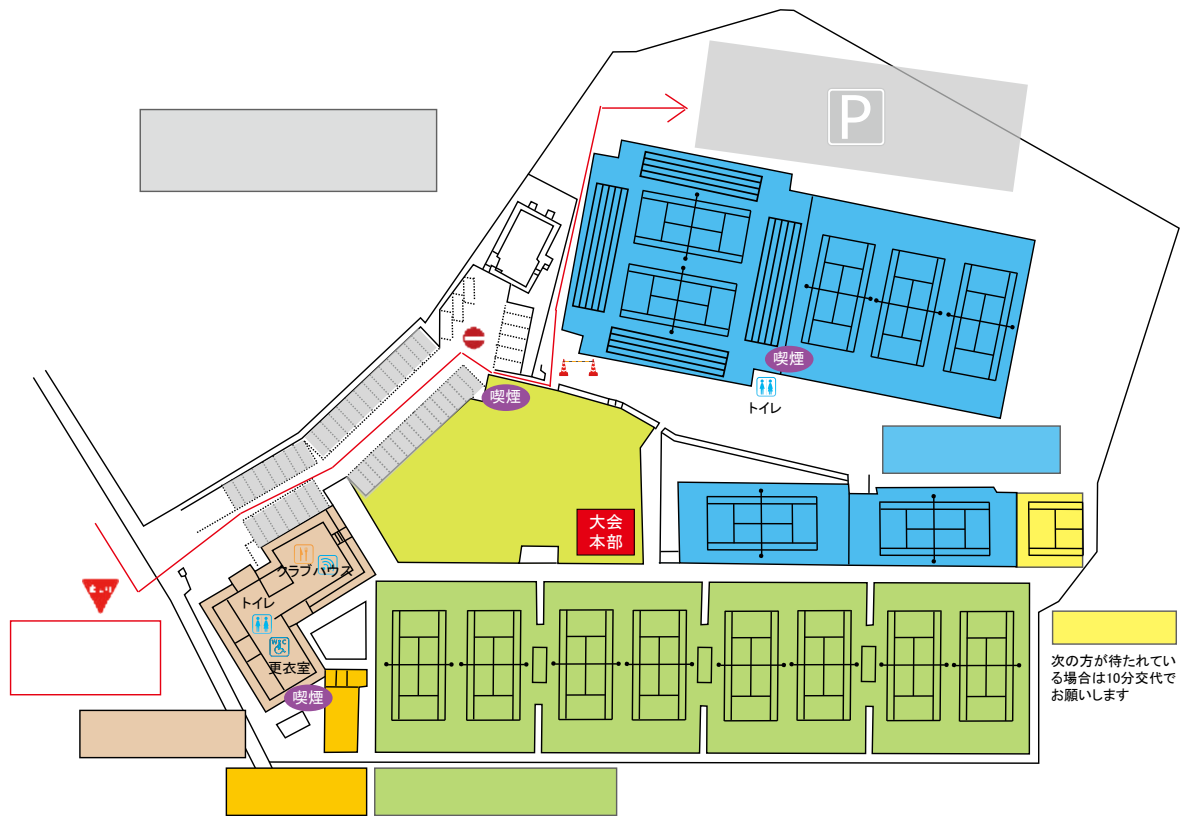 P
喫煙
トイレ
喫煙
大会
本部
クラブハウス
トイレ
更衣室
喫煙
次の方が待たれてい
る場合は10分交代で
お願いします